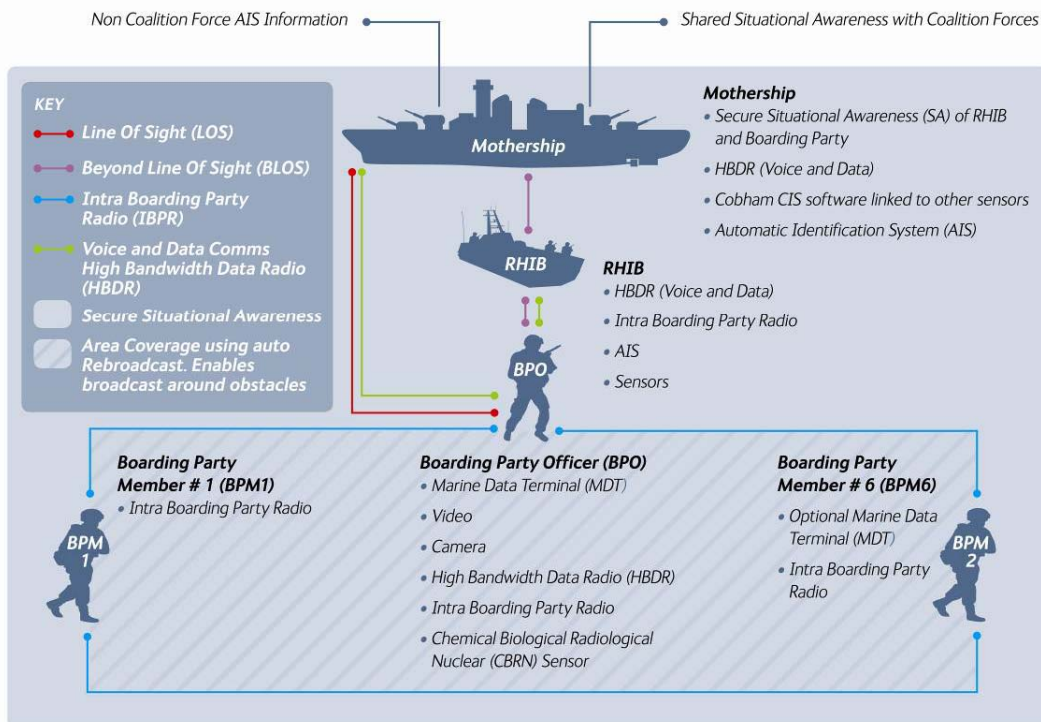 Non Coalition Force AIS Information
Shared Situational Awareness with Coalition Forces
KEY
Line Of Sight (LOS)
Beyond Line Of Sight (BLOS)
Intra Boarding Party
Radio (IBPR)
Voice and Data Comms
High Bandwidth Data Radio
(HBDR)
Secure Situational Awareness
Area Coverage using auto
Rebroadcast. Enables
broadcast around obstacles
Mothership
Mothership
• Secure Situational Awareness (SA) of RHIB
and Boarding Party
• HBDR (Voice and Data)
• Cobham CIS software linked to other sensors
• Automatic Identification System (AIS)
RHIB
RHIB
• HBDR (Voice and Data)
• Intra Boarding Party Radio
• AIS
• Sensors
BPO
Boarding Party
Member # 1 (BPM1)
• Intra Boarding Party Radio
BPM
1
Boarding Party Officer (BPO)
• Marine Data Terminal (MDT)
• Video
• Camera
• High Bandwidth Data Radio (HBDR)
• Intra Boarding Party Radio
• Chemical Biological Radiological
Nuclear (CBRN) Sensor
Boarding Party
Member # 6 (BPM6)
• Optional Marine Data
Terminal (MDT)
• Intra Boarding Party
Radio
BPM
2